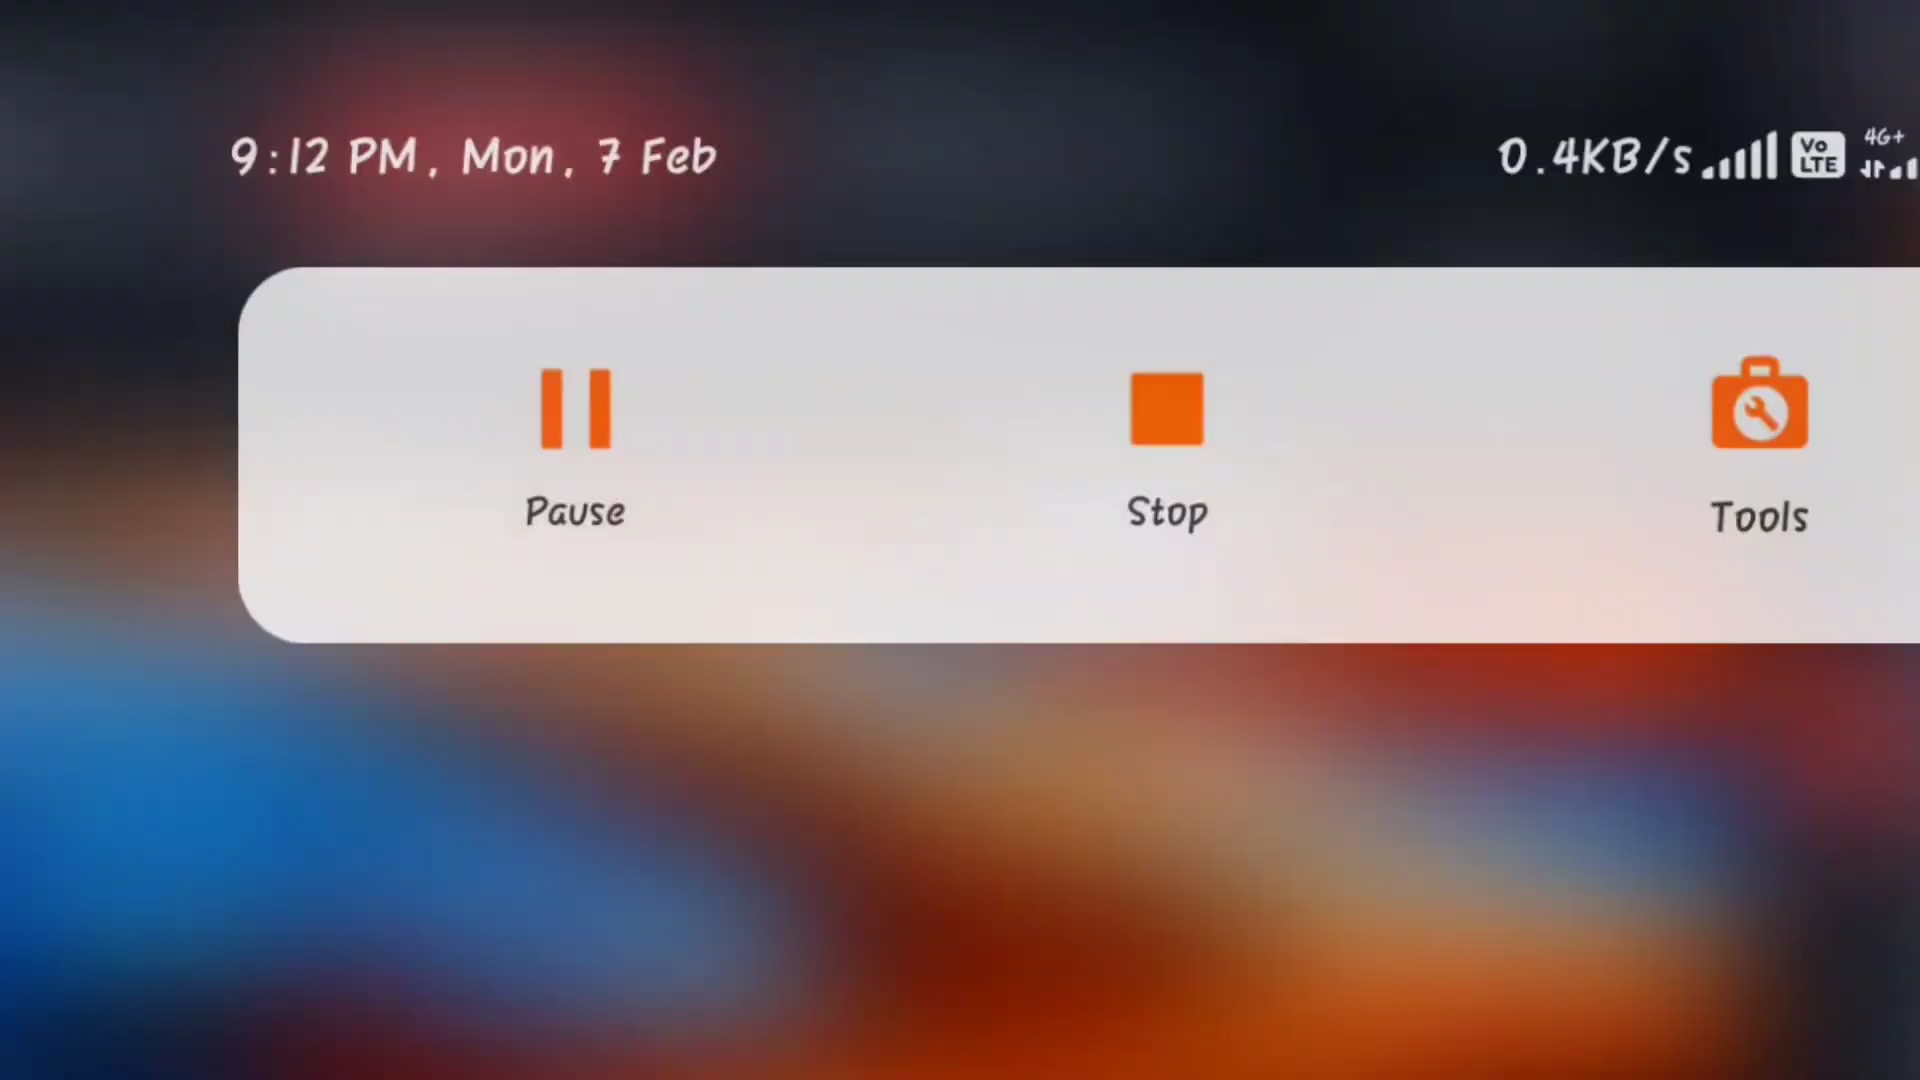 9:12 PM, Mon, 7 Feb
0.4KB/s Vo LTE 4G+
Pause
Stop
Tools